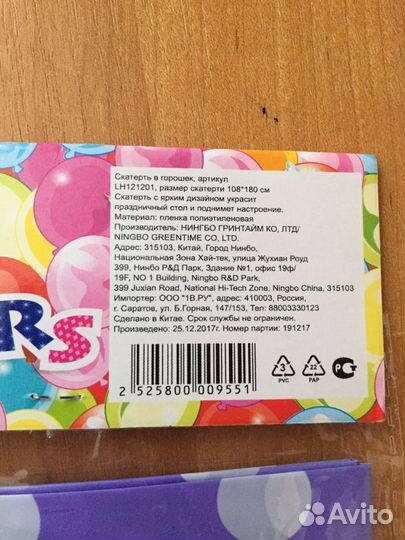 Скатерть в горошек, артикул
LH121201, размер скатерти 108*180 см
Скатерть с ярким дизайном украсит
праздничный стол и поднимет настроение.
Материал: пленка полиэтиленовая
Производитель: НИНГБО ГРИНТАЙМ КО, ЛТД/
NINGBO GREENTIME CO, LTD.
Адрес: 315103, Китай, Город Нинбо,
Национальная Зона Хай-тек, улица Жухиан Роуд
399, Нинбо Р&Д Парк, Здание №1, офис 19ф/
19F, NO 1 Building, Ningbo R&D Park,
399 Juxian Road, National Hi-Tech Zone, Ningbo China, 315103
Импортер: ООО "1В.РУ", адрес: 410003, Россия,
г. Саратов, ул. Б.Горная, 147/153, Тел: 88003330123
Сделано в Китае. Срок службы не ограничен.
Произведено: 25.12.2017г. Номер партии: 191217
RS
2 525800 009551
3
PVC
22
PAP
РСТ
Avito